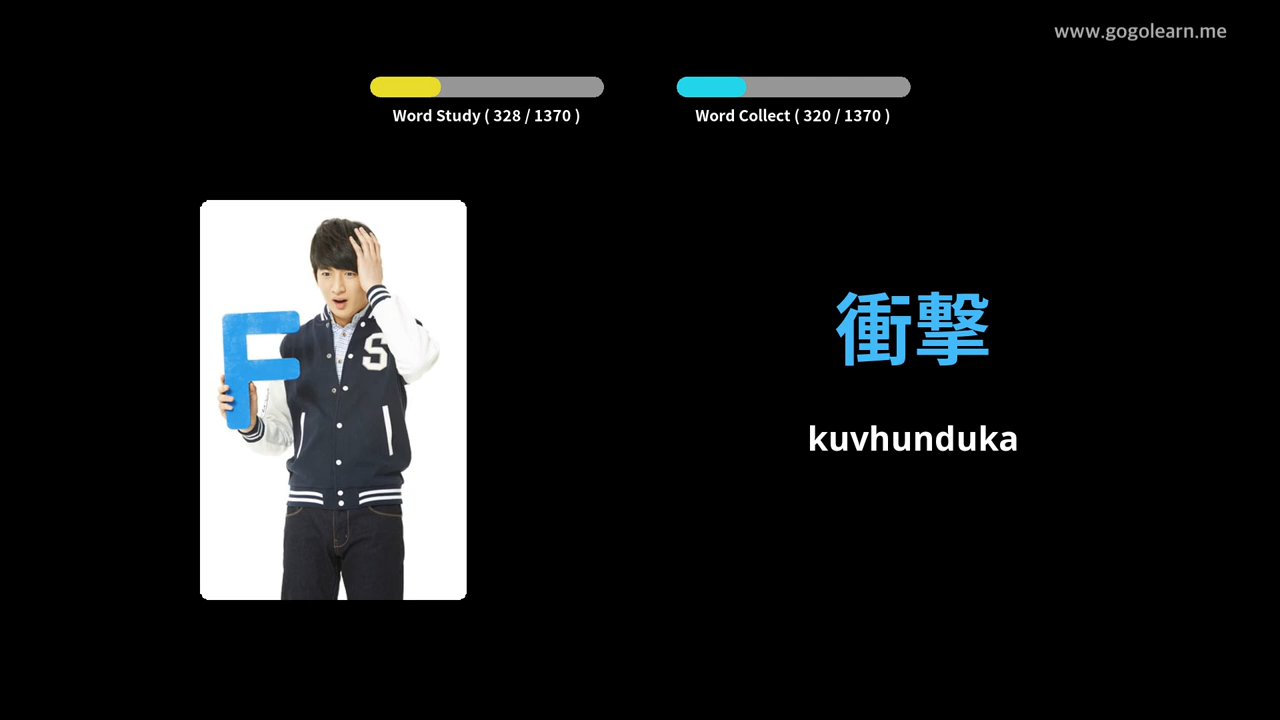 www.gogolearn.me
Word Study ( 328 / 1370 )
Word Collect ( 320 / 1370 )
F
S
衝撃
kuvhunduka